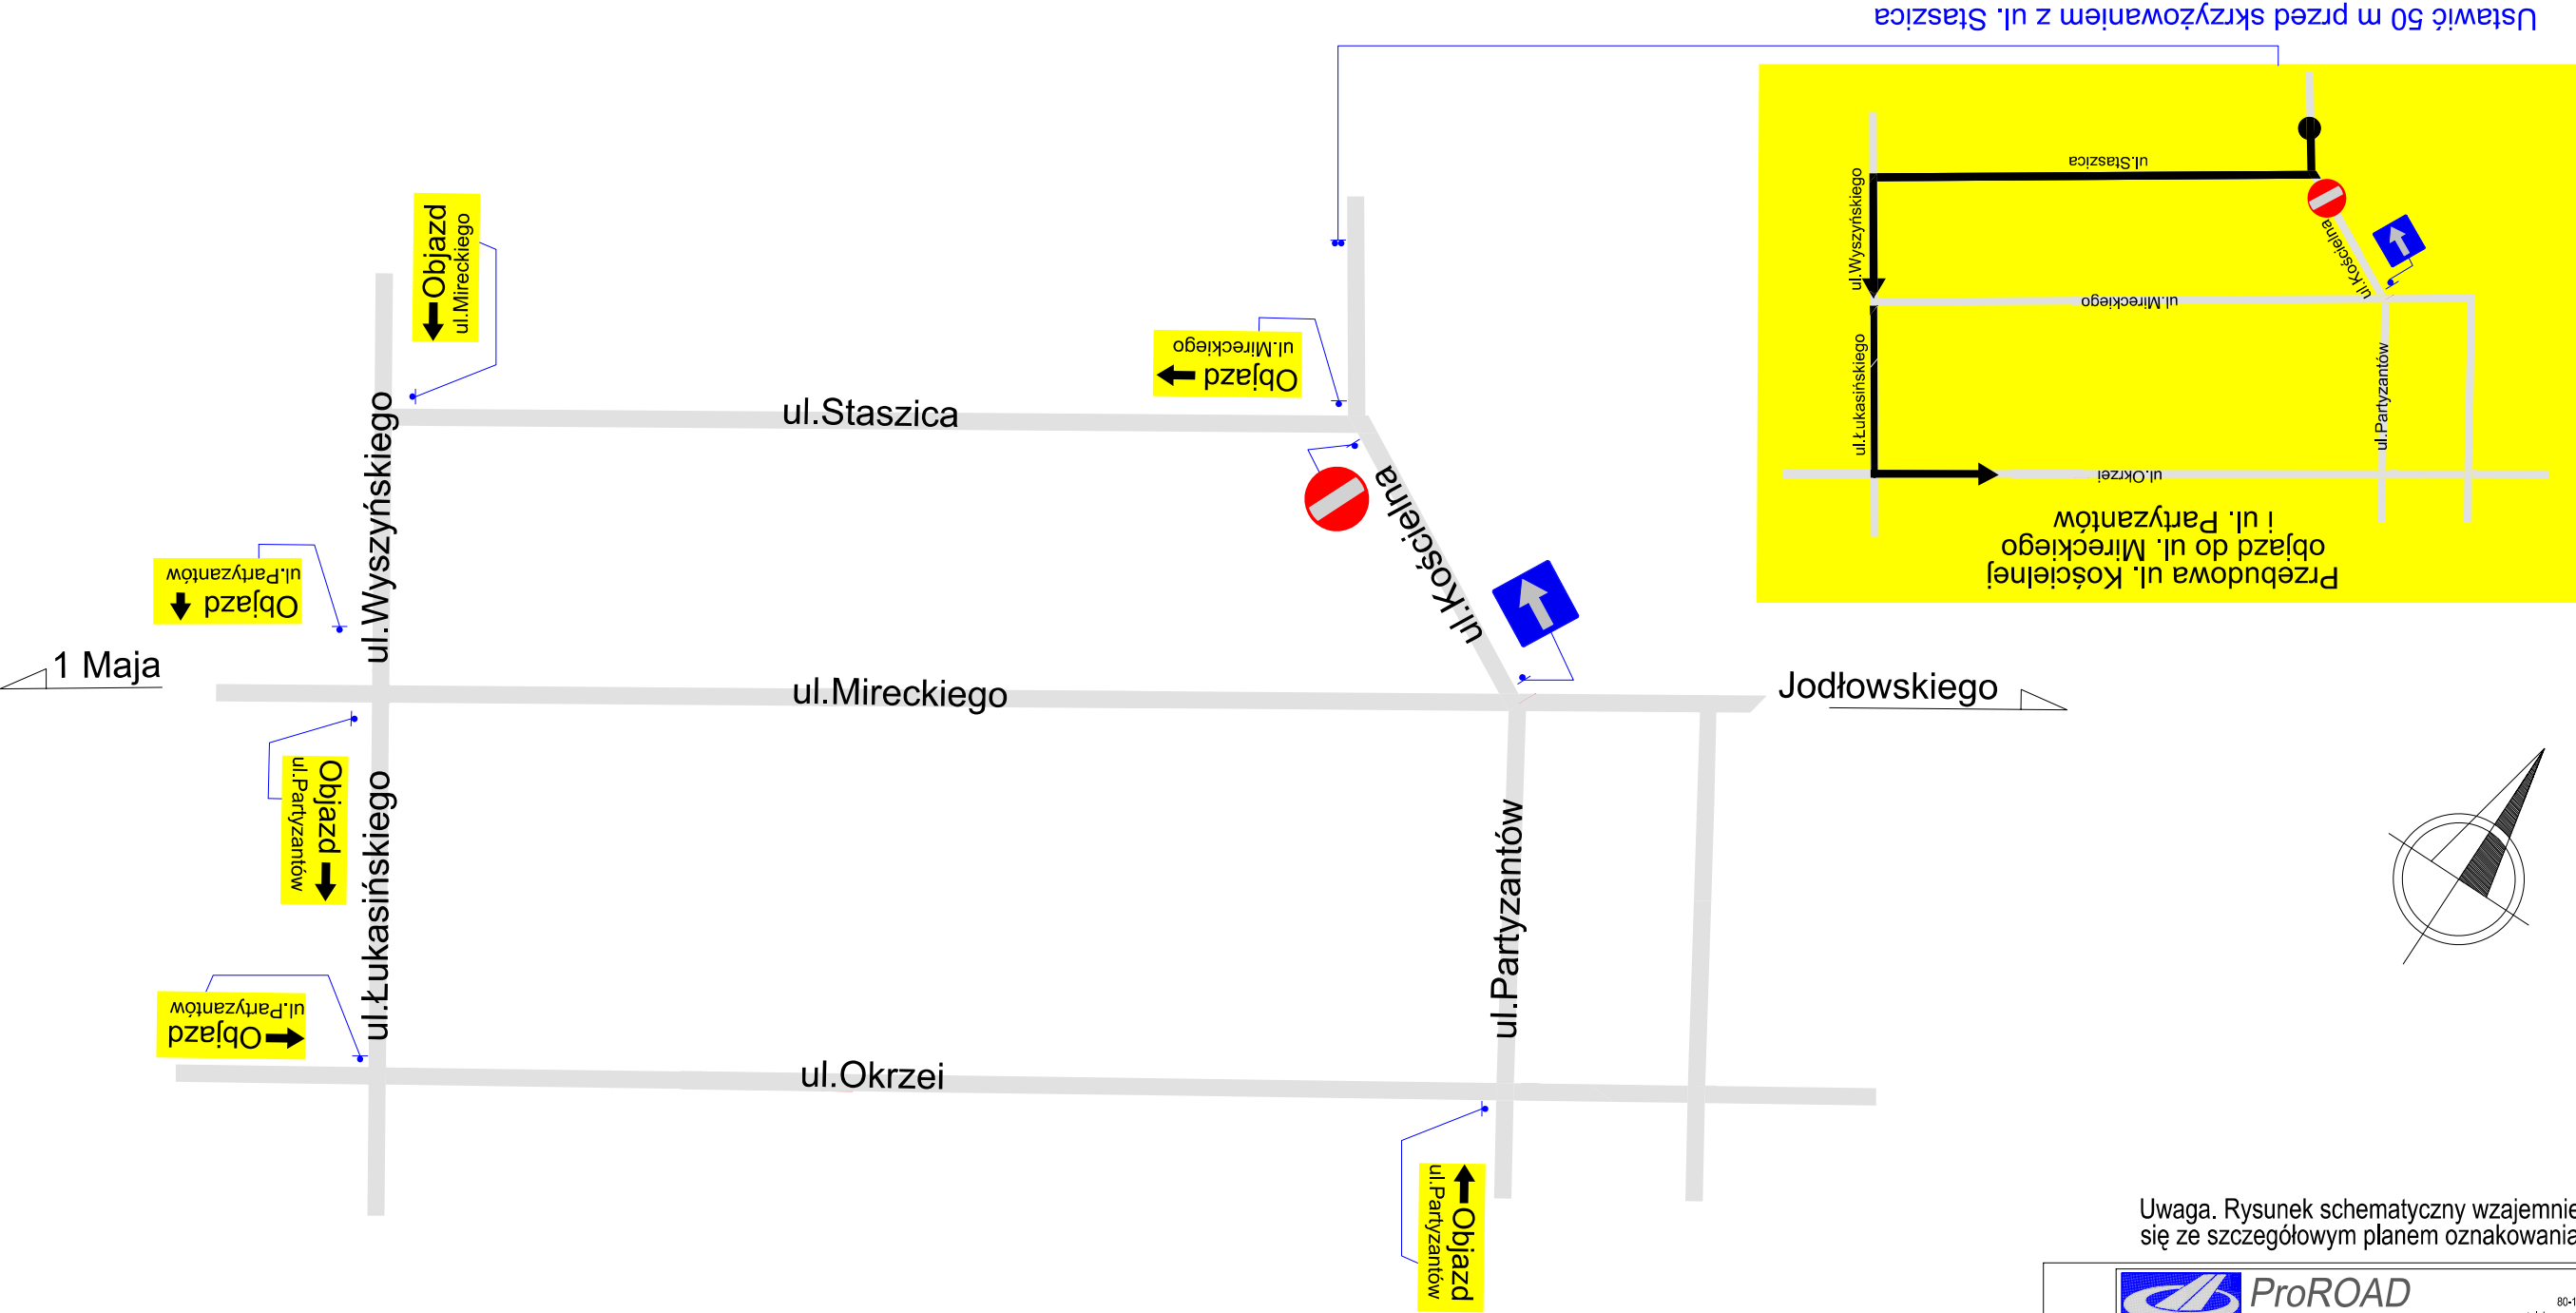 Ustawić 50 m przed skrzyżowaniem z ul. Staszica
ul.Staszica
ul.Wyszyńskiego
ul.Kościelna
ul.Mireckiego
ul.Łukasińskiego
ul.Partyzantów
ul.Okrzei
Przebudowa ul. Kościelnej
objazd do ul. Mireckiego
i ul. Partyzantów
Objazd
ul.Mireckiego
Objazd
ul.Mireckiego
ul.Staszica
ul.Wyszyńskiego
ul.Kościelna
Objazd
ul.Partyzantów
1 Maja
ul.Mireckiego
Jodłowskiego
Objazd
ul.Partyzantów
ul.Łukasińskiego
ul.Partyzantów
Objazd
ul.Partyzantów
ul.Okrzei
Objazd
ul.Partyzantów
Uwaga. Rysunek schematyczny wzajemnie
się ze szczegółowym planem oznakowania
ProROAD
80-1